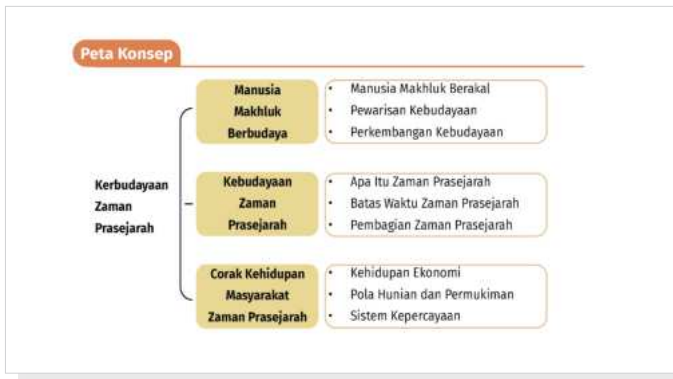 Peta Konsep
Kerbudayaan
Zaman
Prasejarah
Manusia
Makhluk
Berbudaya
• Manusia Makhluk Berakal
• Pewarisan Kebudayaan
• Perkembangan Kebudayaan
Kebudayaan
Zaman
Prasejarah
• Apa Itu Zaman Prasejarah
• Batas Waktu Zaman Prasejarah
• Pembagian Zaman Prasejarah
Corak Kehidupan
Masyarakat
Zaman Prasejarah
• Kehidupan Ekonomi
• Pola Hunian dan Permukiman
• Sistem Kepercayaan